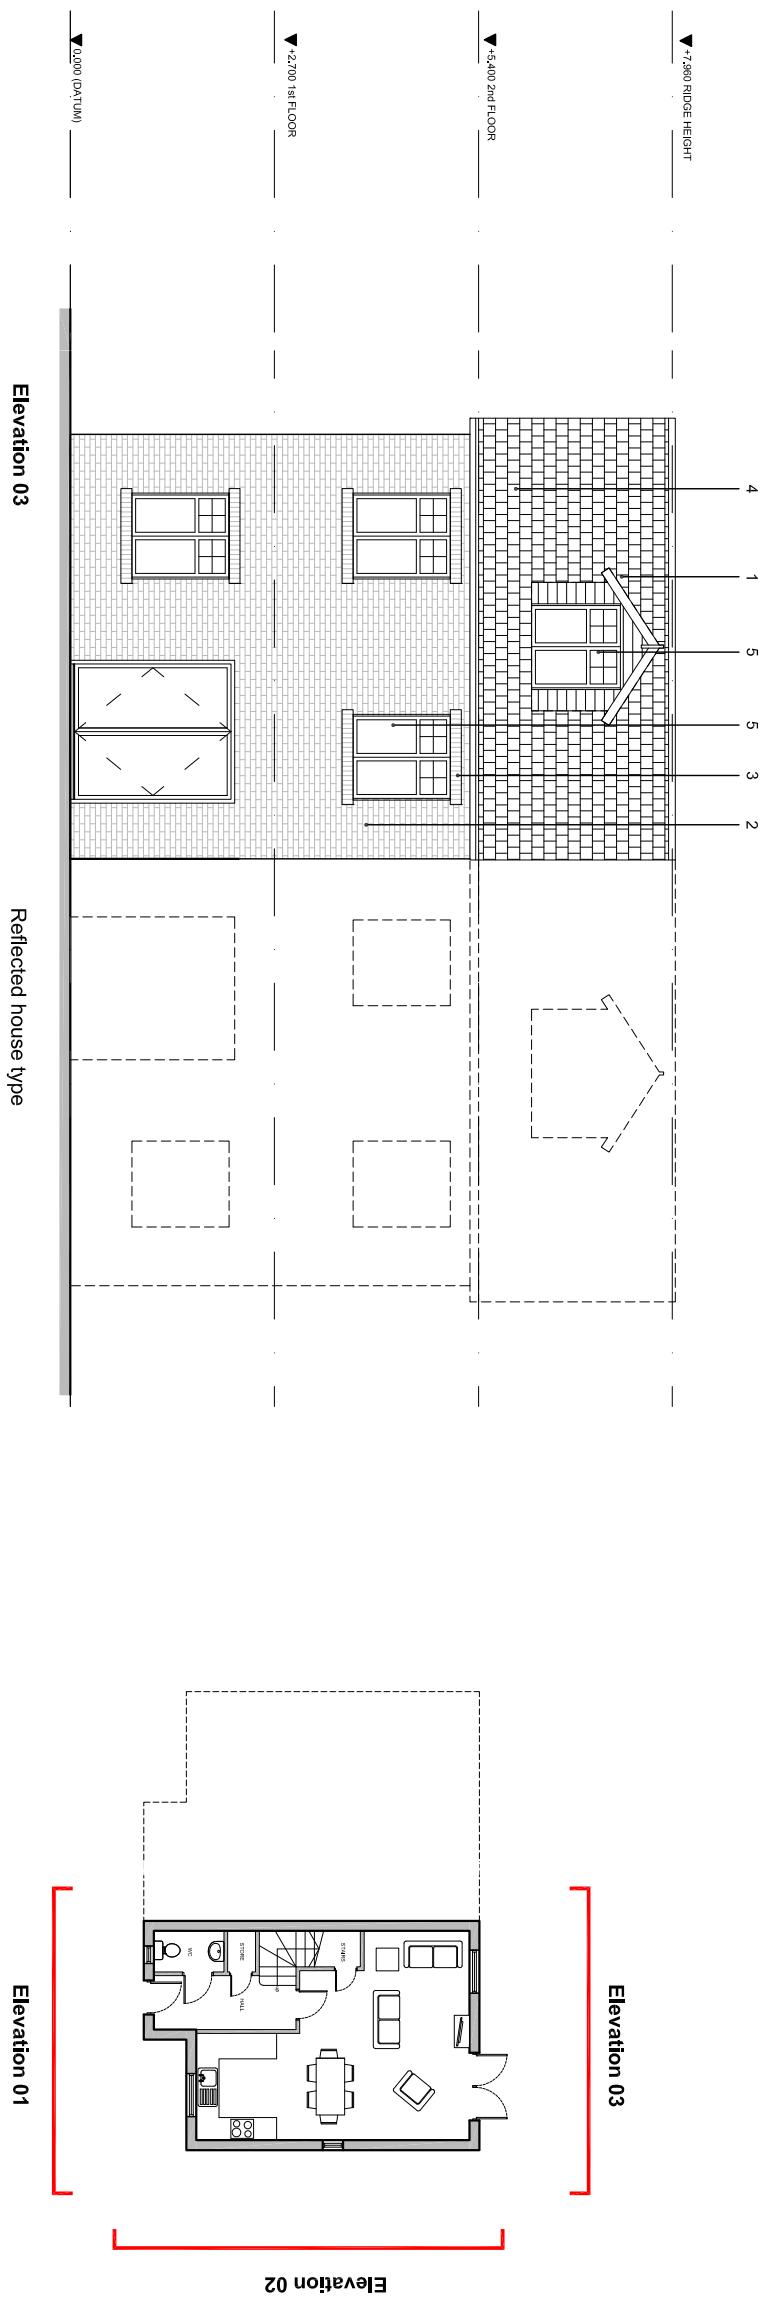 +7.960 RIDGE HEIGHT
+5.400 2nd FLOOR
+2.700 1st FLOOR
0.000 (DATUM)
4
1
5
5
3
2
Elevation 03
Reflected house type
Elevation 03
STAIRS
up
STORE
HALL
WC
Elevation 01
Elevation 02